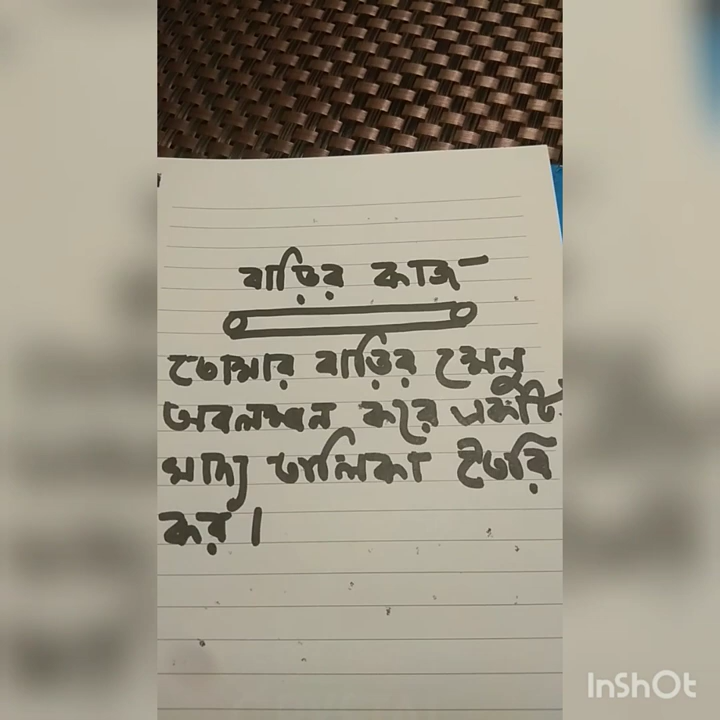 বাড়ির কাজ
তোমার বাড়ির মেনু
অবলম্বন করে একটি
খাদ্য তালিকা তৈরি
কর।
InShOt